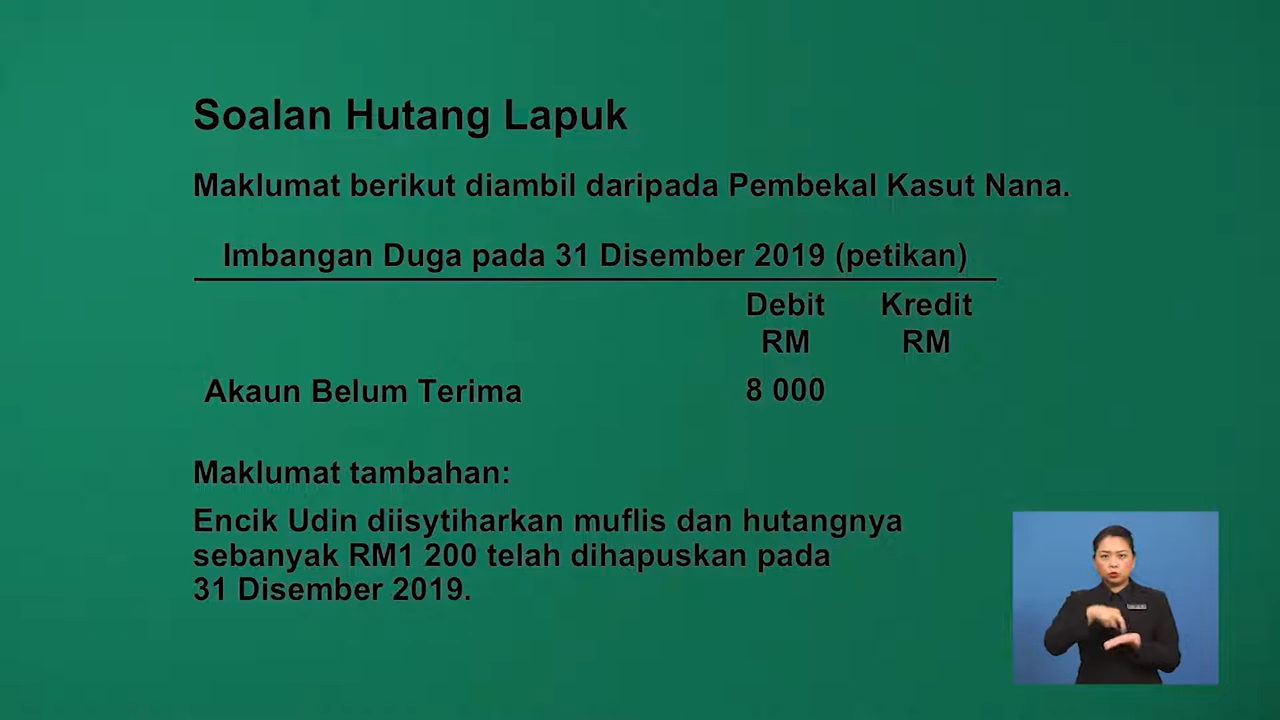 Soalan Hutang Lapuk
Maklumat berikut diambil daripada Pembekal Kasut Nana.
Imbangan Duga pada 31 Disember 2019 (petikan)
Debit Kredit
RM RM
Akaun Belum Terima 8 000
Maklumat tambahan:
Encik Udin diisytiharkan muflis dan hutangnya
sebanyak RM1 200 telah dihapuskan pada
31 Disember 2019.